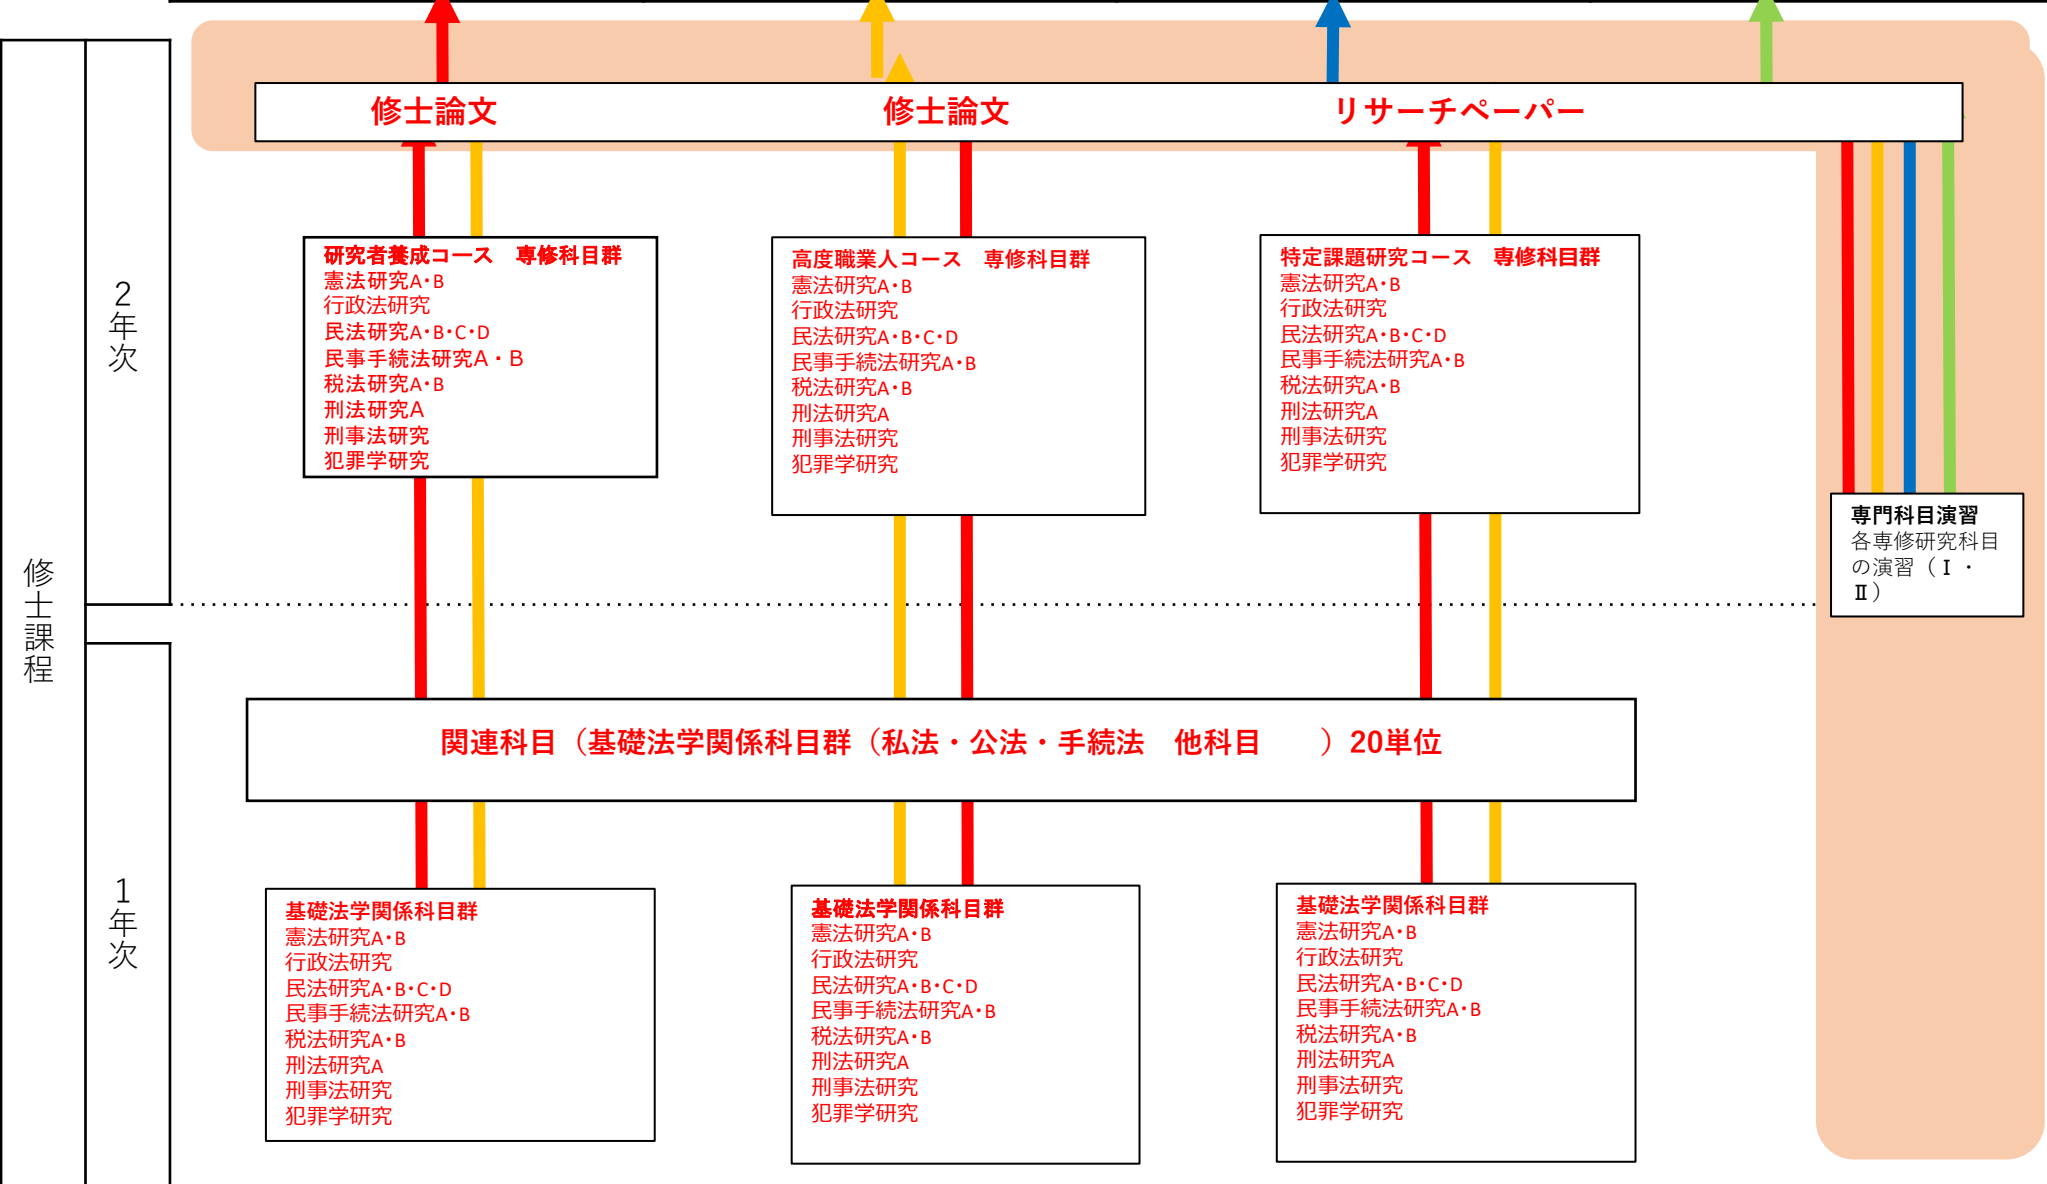 修士論文
修士論文
リサーチペーパー
修士課程
2年次
研究者養成コース　専修科目群
憲法研究A・B
行政法研究
民法研究A・B・C・D
民事手続法研究A・B
税法研究A・B
刑法研究A
刑事法研究
犯罪学研究
高度職業人コース　専修科目群
憲法研究A・B
行政法研究
民法研究A・B・C・D
民事手続法研究A・B
税法研究A・B
刑法研究A
刑事法研究
犯罪学研究
特定課題研究コース　専修科目群
憲法研究A・B
行政法研究
民法研究A・B・C・D
民事手続法研究A・B
税法研究A・B
刑法研究A
刑事法研究
犯罪学研究
専門科目演習
各専修研究科目
の演習（Ⅰ・
Ⅱ）
関連科目（基礎法学関係科目群（私法・公法・手続法　他科目　　）20単位
1年次
基礎法学関係科目群
憲法研究A・B
行政法研究
民法研究A・B・C・D
民事手続法研究A・B
税法研究A・B
刑法研究A
刑事法研究
犯罪学研究
基礎法学関係科目群
憲法研究A・B
行政法研究
民法研究A・B・C・D
民事手続法研究A・B
税法研究A・B
刑法研究A
刑事法研究
犯罪学研究
基礎法学関係科目群
憲法研究A・B
行政法研究
民法研究A・B・C・D
民事手続法研究A・B
税法研究A・B
刑法研究A
刑事法研究
犯罪学研究